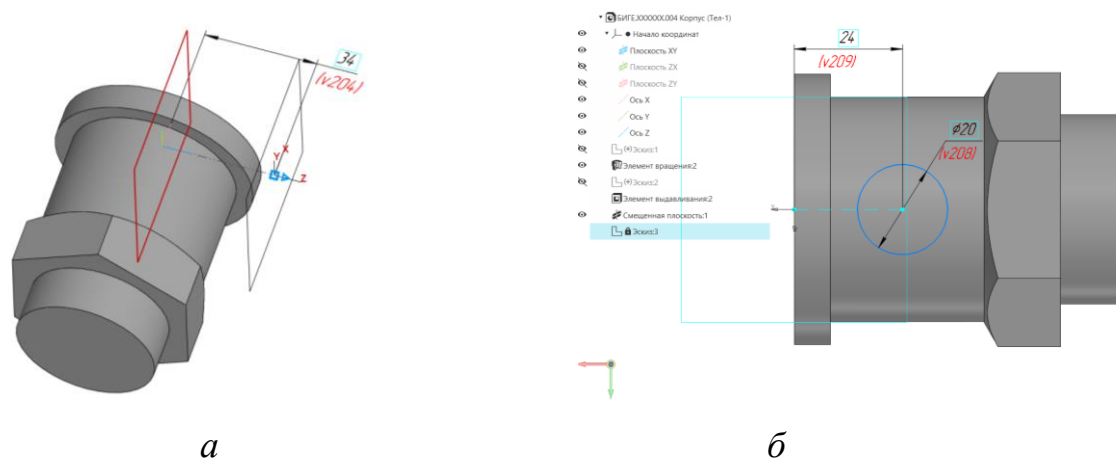 34
(v204)
Y
X
Z
БИГЕ.XXXXXX.004 Корпус (Тел-1)
Начало координат
Плоскость XY
Плоскость ZX
Плоскость ZY
Ось X
Ось Y
Ось Z
(+) Эскиз:1
Элемент вращения:2
(+) Эскиз:2
Элемент выдавливания:2
Смещенная плоскость:1
Эскиз:3
24
(v209)
ϕ20
(v208)
а
б